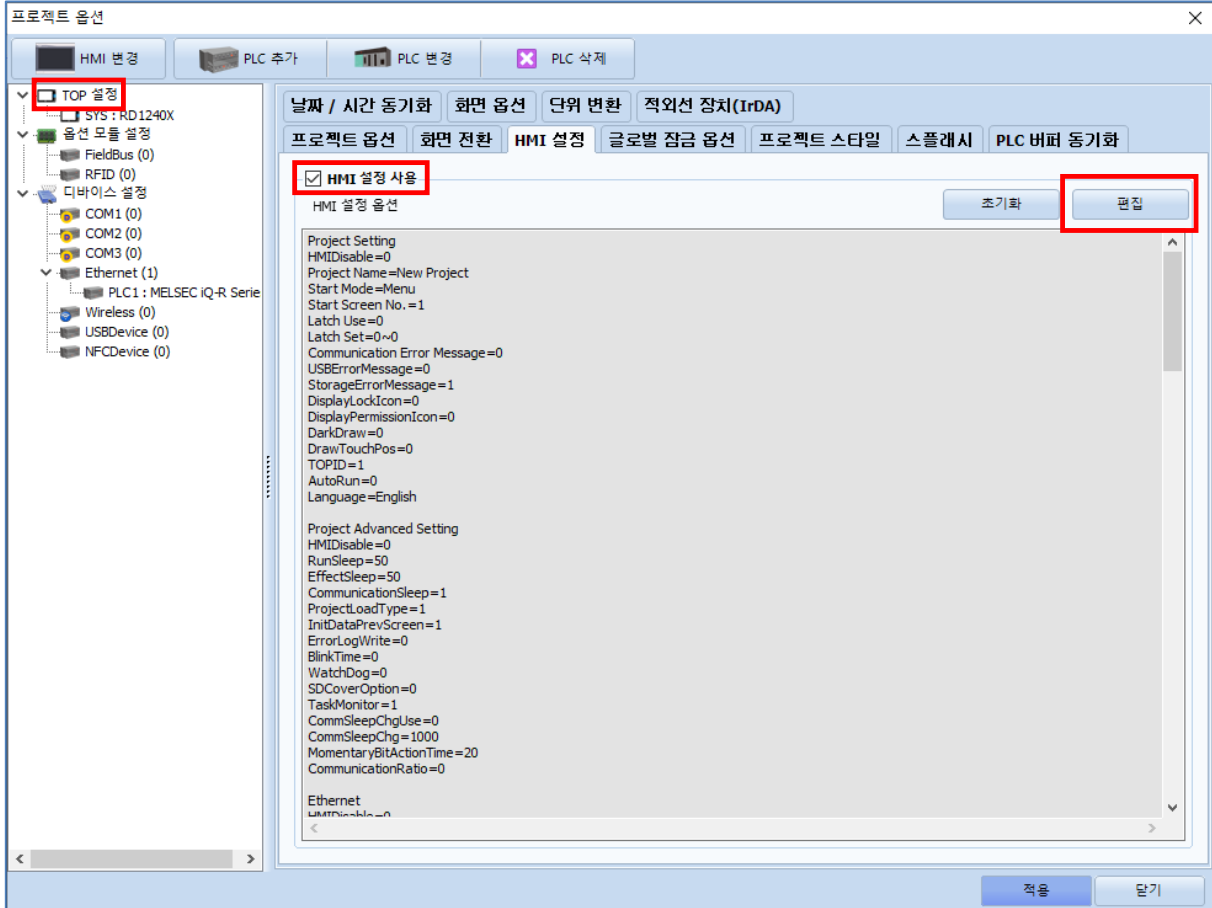 프로젝트 옵션
HMI 변경
PLC 추가
PLC 변경
PLC 삭제
TOP 설정
SYS : RD1240X
옵션 모듈 설정
FieldBus (0)
RFID (0)
디바이스 설정
COM1 (0)
COM2 (0)
COM3 (0)
Ethernet (1)
PLC1 : MELSEC iQ-R Serie
Wireless (0)
USBDevice (0)
NFCDevice (0)
날짜 / 시간 동기화 화면 옵션 단위 변환 적외선 장치(IrDA)
프로젝트 옵션 화면 전환 HMI 설정 글로벌 잠금 옵션 프로젝트 스타일 스플래시 PLC 버퍼 동기화
HMI 설정 사용
HMI 설정 옵션
초기화
편집
Project Setting
HMIDisable=0
Project Name=New Project
Start Mode=Menu
Start Screen No.=1
Latch Use=0
Latch Set=0~0
Communication Error Message=0
USBErrorMessage=0
StorageErrorMessage=1
DisplayLockIcon=0
DisplayPermissionIcon=0
DarkDraw=0
DrawTouchPos=0
TOPID=1
AutoRun=0
Language=English
Project Advanced Setting
HMIDisable=0
RunSleep=50
EffectSleep=50
CommunicationSleep=1
ProjectLoadType=1
InitDataPrevScreen=1
ErrorLogWrite=0
BlinkTime=0
WatchDog=0
SDCoverOption=0
TaskMonitor=1
CommSleepChgUse=0
CommSleepChg=1000
MomentaryBitActionTime=20
CommunicationRatio=0
Ethernet
HMIDisable=0
적용
닫기